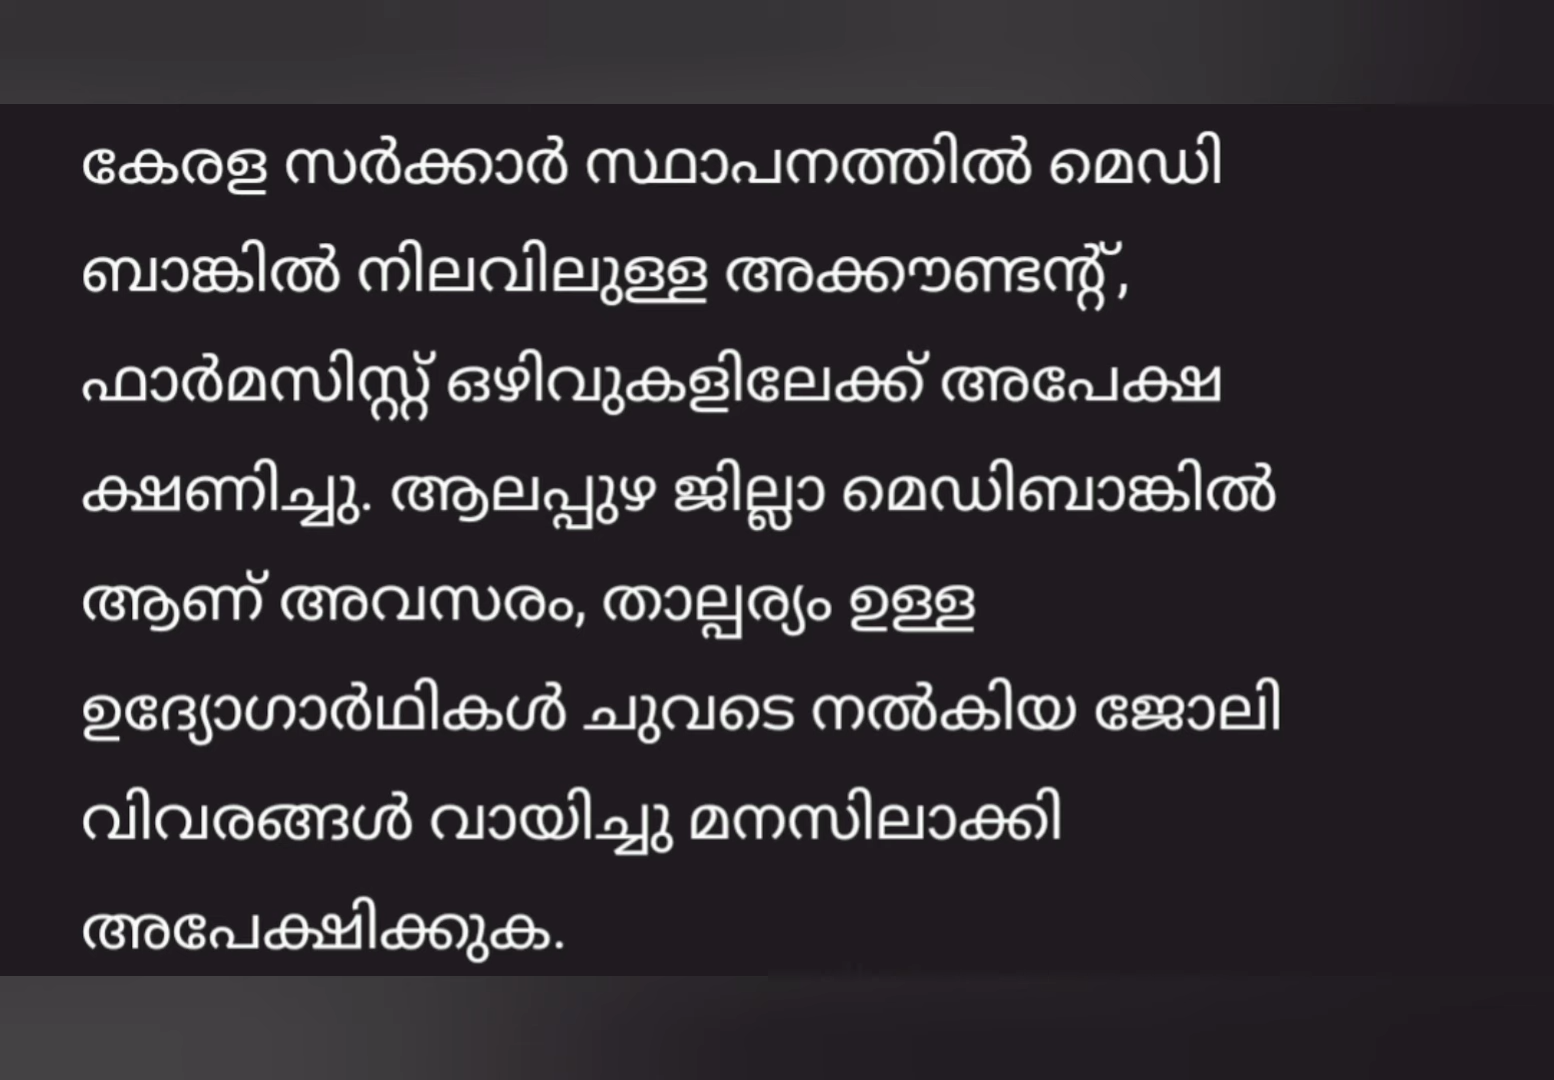 കേരള സർക്കാർ സ്ഥാപനത്തിൽ മെഡി
ബാങ്കിൽ നിലവിലുള്ള അക്കൗണ്ടന്റ്,
ഫാർമസിസ്റ്റ് ഒഴിവുകളിലേക്ക് അപേക്ഷ
ക്ഷണിച്ചു. ആലപ്പുഴ ജില്ലാ മെഡിബാങ്കിൽ
ആണ് അവസരം, താല്പര്യം ഉള്ള
ഉദ്യോഗാർഥികൾ ചുവടെ നൽകിയ ജോലി
വിവരങ്ങൾ വായിച്ചു മനസിലാക്കി
അപേക്ഷിക്കുക.